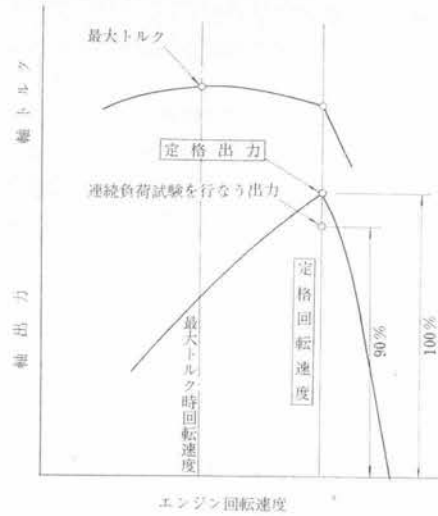 最大トルク
軸トルク
定格出力
連続負荷試験を行なう出力
軸出力
最大トルク時回転速度
定格回転速度
90%
100%
エンジン回転速度